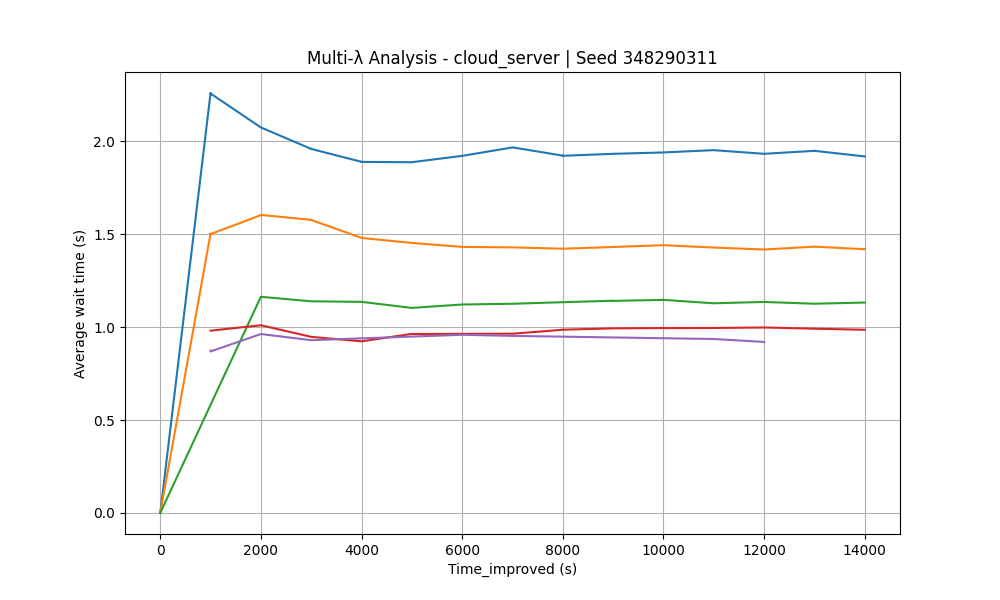 Multi-λ Analysis - cloud_server | Seed 348290311
Average wait time (s)
2.0
1.5
1.0
0.5
0.0
0 2000 4000 6000 8000 10000 12000 14000
Time_improved (s)